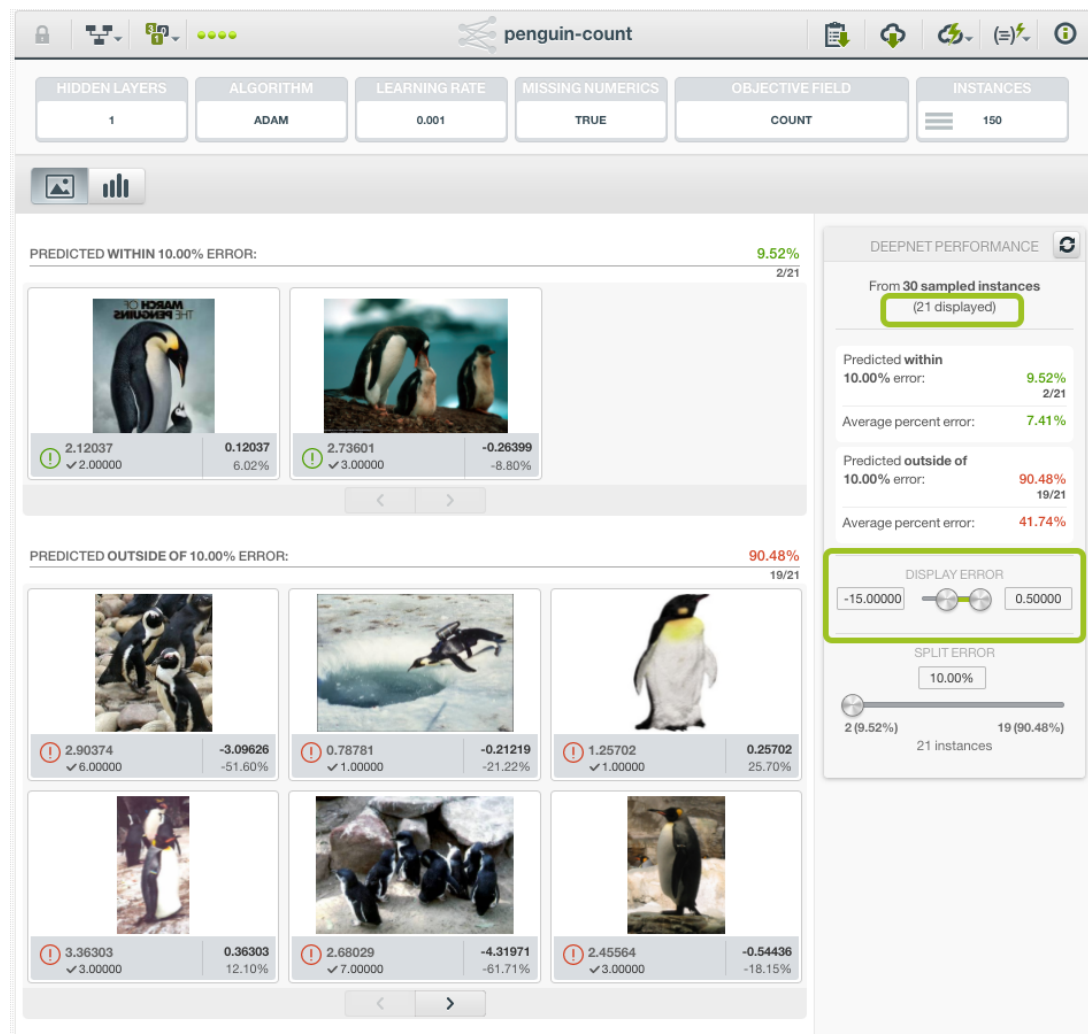 penguin-count
HIDDEN LAYERS
1
ALGORITHM
ADAM
LEARNING RATE
0.001
MISSING NUMERICS
TRUE
OBJECTIVE FIELD
COUNT
INSTANCES
150
PREDICTED WITHIN 10.00% ERROR:
9.52%
2/21
MARCH OF
THE PENGUINS
2.12037
✓2.00000
0.12037
6.02%
2.73601
✓3.00000
-0.26399
-8.80%
PREDICTED OUTSIDE OF 10.00% ERROR:
90.48%
19/21
2.90374
✓6.00000
-3.09626
-51.60%
0.78781
✓1.00000
-0.21219
-21.22%
1.25702
✓1.00000
0.25702
25.70%
3.36303
✓3.00000
0.36303
12.10%
2.68029
✓7.00000
-4.31971
-61.71%
2.45564
✓3.00000
-0.54436
-18.15%
DEEPNET PERFORMANCE
From 30 sampled instances
(21 displayed)
Predicted within
10.00% error:
9.52%
2/21
Average percent error:
7.41%
Predicted outside of
10.00% error:
90.48%
19/21
Average percent error:
41.74%
DISPLAY ERROR
-15.00000
0.50000
SPLIT ERROR
10.00%
2 (9.52%)
19 (90.48%)
21 instances